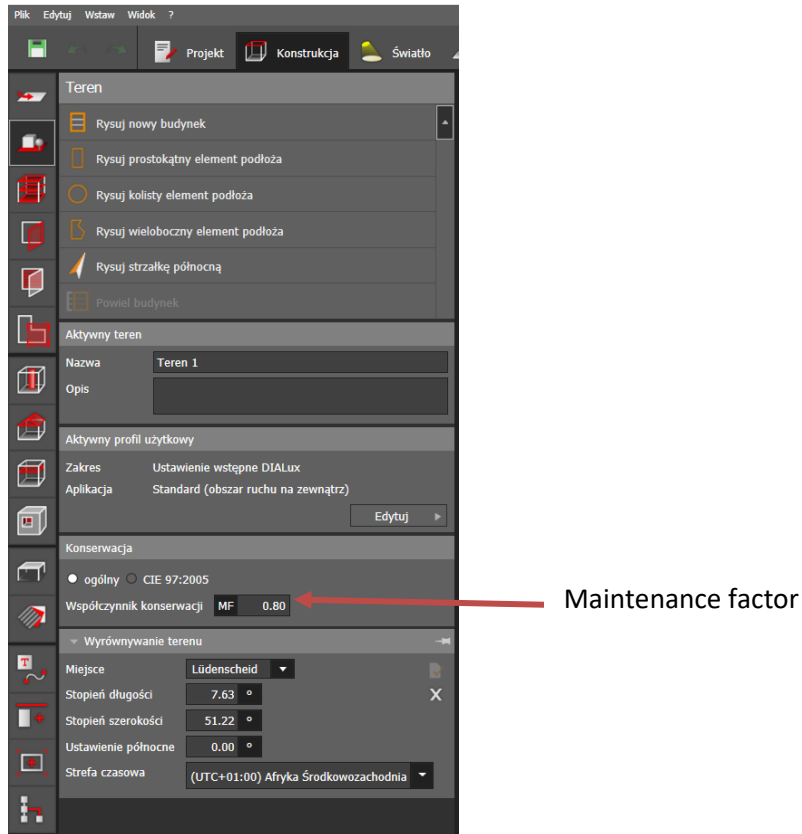 Plik Edytuj Wstaw Widok ?
Projekt Konstrukcja Światło
Teren
Rysuj nowy budynek
Rysuj prostokątny element podłoża
Rysuj kolisty element podłoża
Rysuj wieloboczny element podłoża
Rysuj strzałkę północną
Powiel budynek
Aktywny teren
Nazwa Teren 1
Opis
Aktywny profil użytkowy
Zakres Ustawienie wstępne DIALux
Aplikacja Standard (obszar ruchu na zewnątrz)
Edytuj
Konserwacja
ogólny CIE 97:2005
Współczynnik konserwacji MF 0.80
Maintenance factor
Wyrównywanie terenu
Miejsce Lüdenscheid
Stopień długości 7.63 °
Stopień szerokości 51.22 °
Ustawienie północne 0.00 °
Strefa czasowa (UTC+01:00) Afryka Środkowozachodnia